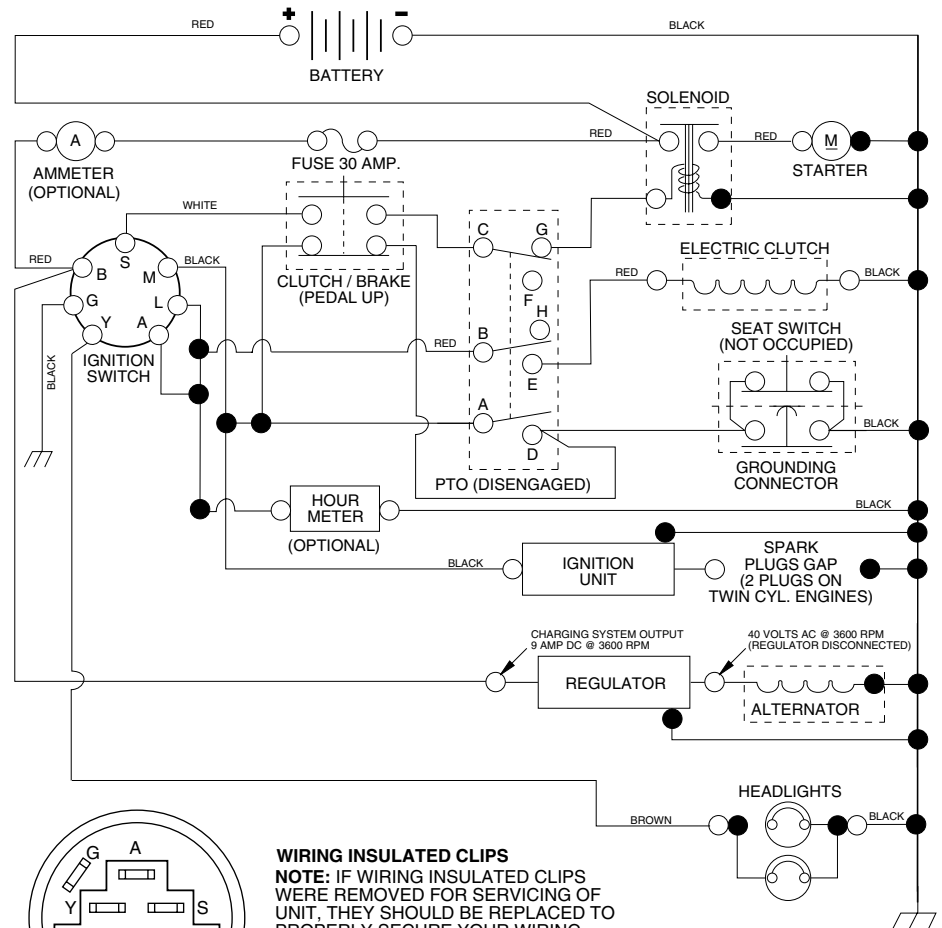 RED
+
-
BLACK
BATTERY
SOLENOID
A
AMMETER
(OPTIONAL)
FUSE 30 AMP.
RED
RED
M
STARTER
WHITE
S
RED
B
M
BLACK
G
L
Y
A
IGNITION
SWITCH
BLACK
CLUTCH / BRAKE
(PEDAL UP)
C
G
F
H
B
E
A
D
RED
PTO (DISENGAGED)
ELECTRIC CLUTCH
RED
BLACK
SEAT SWITCH
(NOT OCCUPIED)
BLACK
GROUNDING
CONNECTOR
HOUR
METER
(OPTIONAL)
BLACK
BLACK
IGNITION
UNIT
SPARK
PLUGS GAP
(2 PLUGS ON
TWIN CYL. ENGINES)
CHARGING SYSTEM OUTPUT
9 AMP DC @ 3600 RPM
40 VOLTS AC @ 3600 RPM
(REGULATOR DISCONNECTED)
REGULATOR
ALTERNATOR
HEADLIGHTS
BROWN
BLACK
G
A
Y
S
WIRING INSULATED CLIPS
NOTE: IF WIRING INSULATED CLIPS
WERE REMOVED FOR SERVICING OF
UNIT, THEY SHOULD BE REPLACED TO
PROPERLY SECURE YOUR WIRING